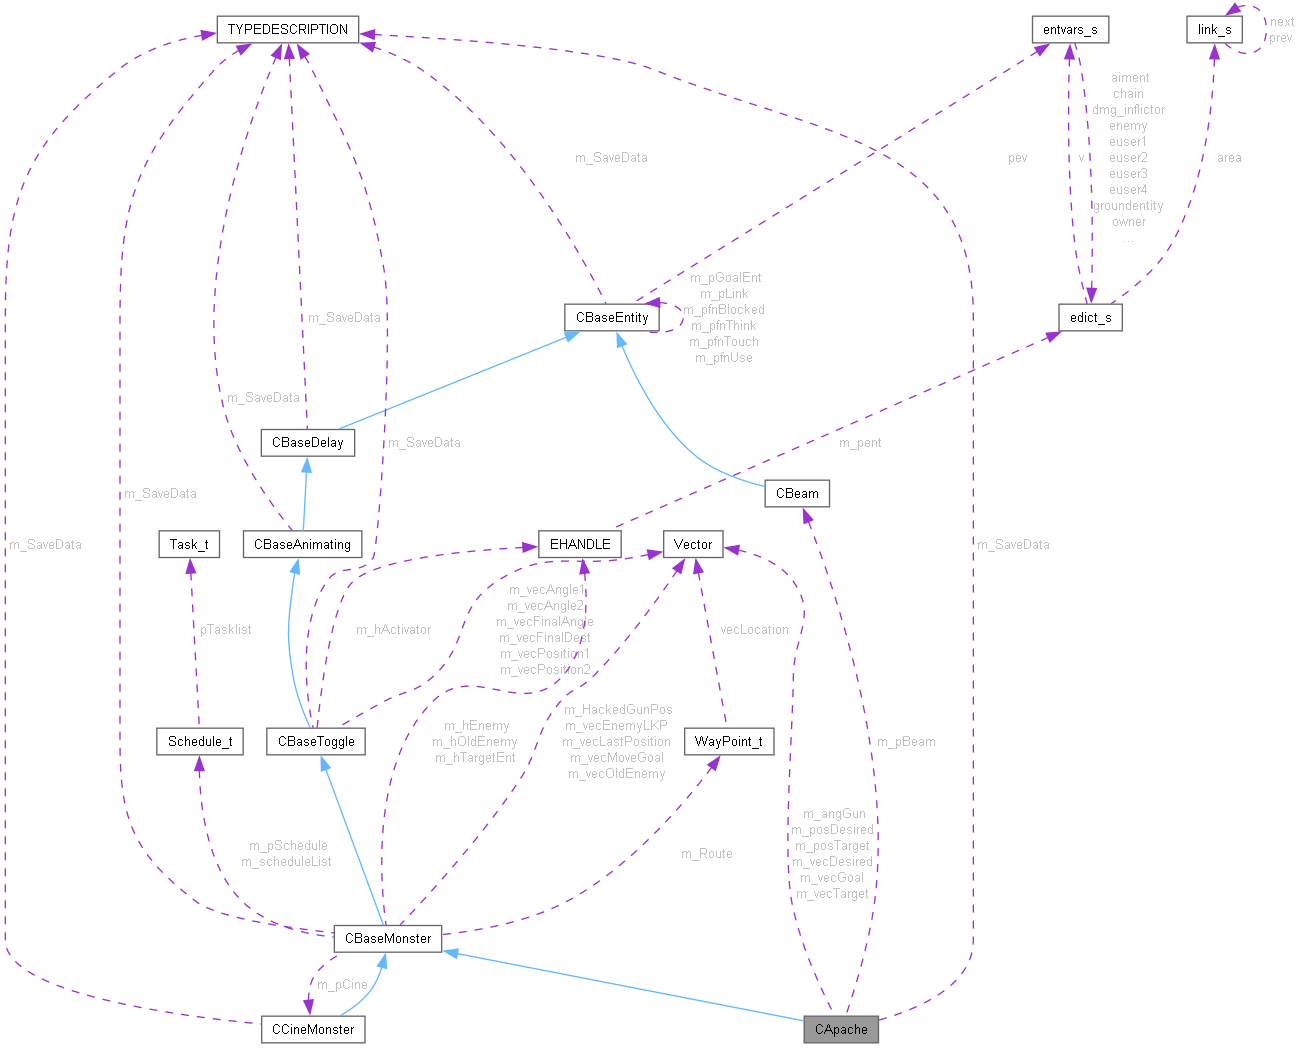 TYPEDESCRIPTION
entvars_s
link_s
next
prev
aiment
chain
dmg_inflictor
enemy
euser1
euser2
euser3
euser4
groundentity
owner
...
m_SaveData
pev
v
area
m_pGoalEnt
m_pLink
m_pfnBlocked
m_pfnThink
m_pfnTouch
m_pfnUse
CBaseEntity
edict_s
m_SaveData
m_SaveData
CBaseDelay
m_SaveData
m_pent
m_SaveData
CBeam
Task_t
CBaseAnimating
EHANDLE
Vector
m_SaveData
m_SaveData
m_vecAngle1
m_vecAngle2
m_vecFinalAngle
m_vecFinalDest
m_vecPosition1
m_vecPosition2
pTasklist
m_hActivator
vecLocation
Schedule_t
CBaseToggle
m_hEnemy
m_hOldEnemy
m_hTargetEnt
m_HackedGunPos
m_vecEnemyLKP
m_vecLastPosition
m_vecMoveGoal
m_vecOldEnemy
WayPoint_t
m_pBeam
m_pSchedule
m_scheduleList
m_Route
m_angGun
m_posDesired
m_posTarget
m_vecDesired
m_vecGoal
m_vecTarget
CBaseMonster
m_pCine
CCineMonster
CApache